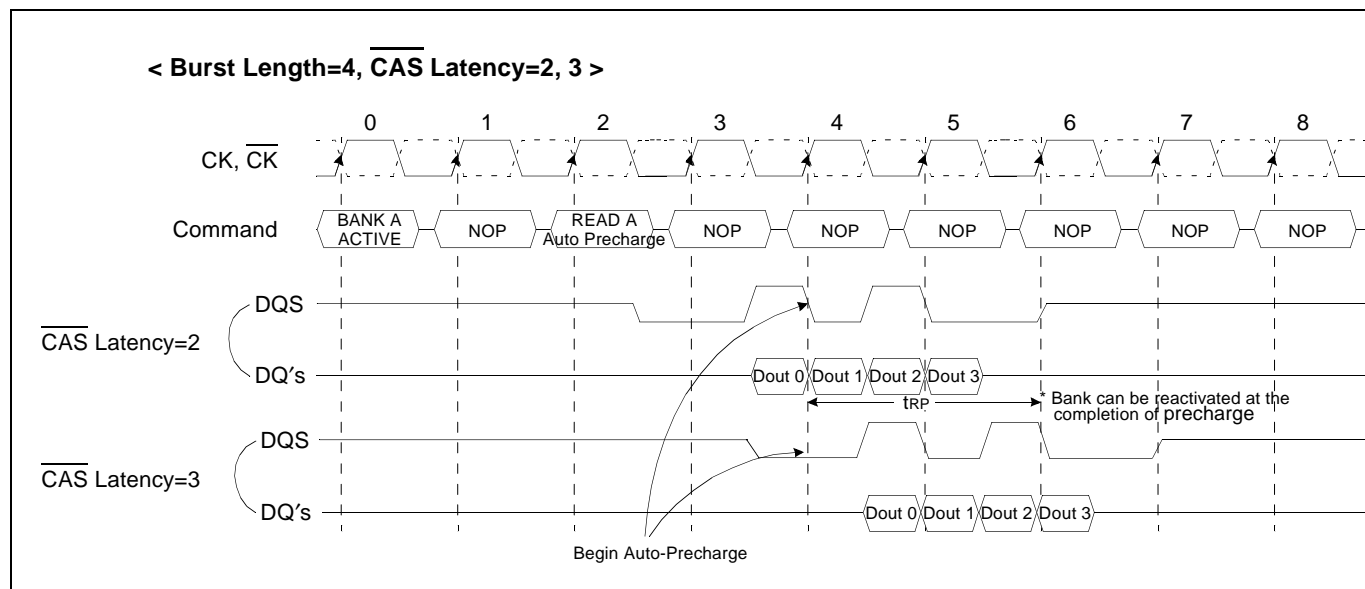 < Burst Length=4, CAS Latency=2, 3 >
0 1 2 3 4 5 6 7 8
CK, CK
Command
BANK A
ACTIVE
NOP
READ A
Auto Precharge
NOP
NOP
NOP
NOP
NOP
NOP
CAS Latency=2
DQS
DQ's
Dout 0 Dout 1 Dout 2 Dout 3
tRP
* Bank can be reactivated at the
completion of precharge
CAS Latency=3
DQS
DQ's
Dout 0 Dout 1 Dout 2 Dout 3
Begin Auto-Precharge